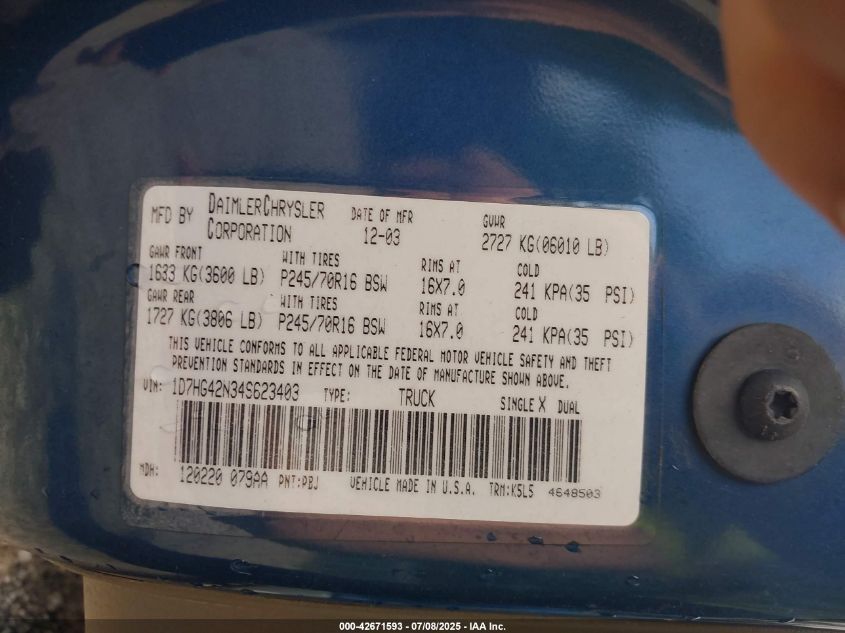 MFD BY DAIMLERCHRYSLER CORPORATION DATE OF MFR 12-03 GVWR 2727 KG(06010 LB)
GAWR FRONT WITH TIRES RIMS AT COLD
1633 KG(3600 LB) P245/70R16 BSW 16X7.0 241 KPA(35 PSI)
GAWR REAR WITH TIRES RIMS AT COLD
1727 KG(3806 LB) P245/70R16 BSW 16X7.0 241 KPA(35 PSI)
THIS VEHICLE CONFORMS TO ALL APPLICABLE FEDERAL MOTOR VEHICLE SAFETY AND THEFT
PREVENTION STANDARDS IN EFFECT ON THE DATE OF MANUFACTURE SHOWN ABOVE.
VIN: 1D7HG42N34S623403 TYPE: TRUCK SINGLE X DUAL
MDH: 120220 079AA PNT:PBJ VEHICLE MADE IN U.S.A. TRM:K5LS 4648503
000-42671593 - 07/08/2025 - IAA Inc.